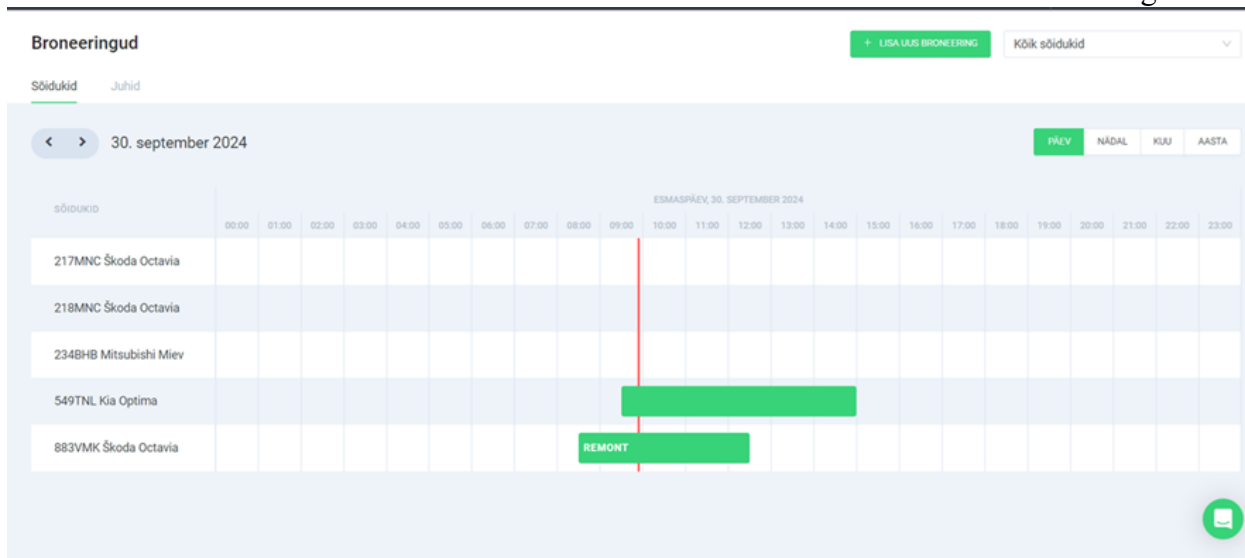 Broneeringud
+ LISA UUS BRONEERING
Kõik sõidukid
Sõidukid Juhid
< > 30. september 2024
PÄEV NÄDAL KUU AASTA
SÕIDUKID
ESMASPÄEV, 30. SEPTEMBER 2024
00:00 01:00 02:00 03:00 04:00 05:00 06:00 07:00 08:00 09:00 10:00 11:00 12:00 13:00 14:00 15:00 16:00 17:00 18:00 19:00 20:00 21:00 22:00 23:00
217MNC Škoda Octavia
218MNC Škoda Octavia
234BHB Mitsubishi Miev
549TNL Kia Optima
883VMK Škoda Octavia
REMONT